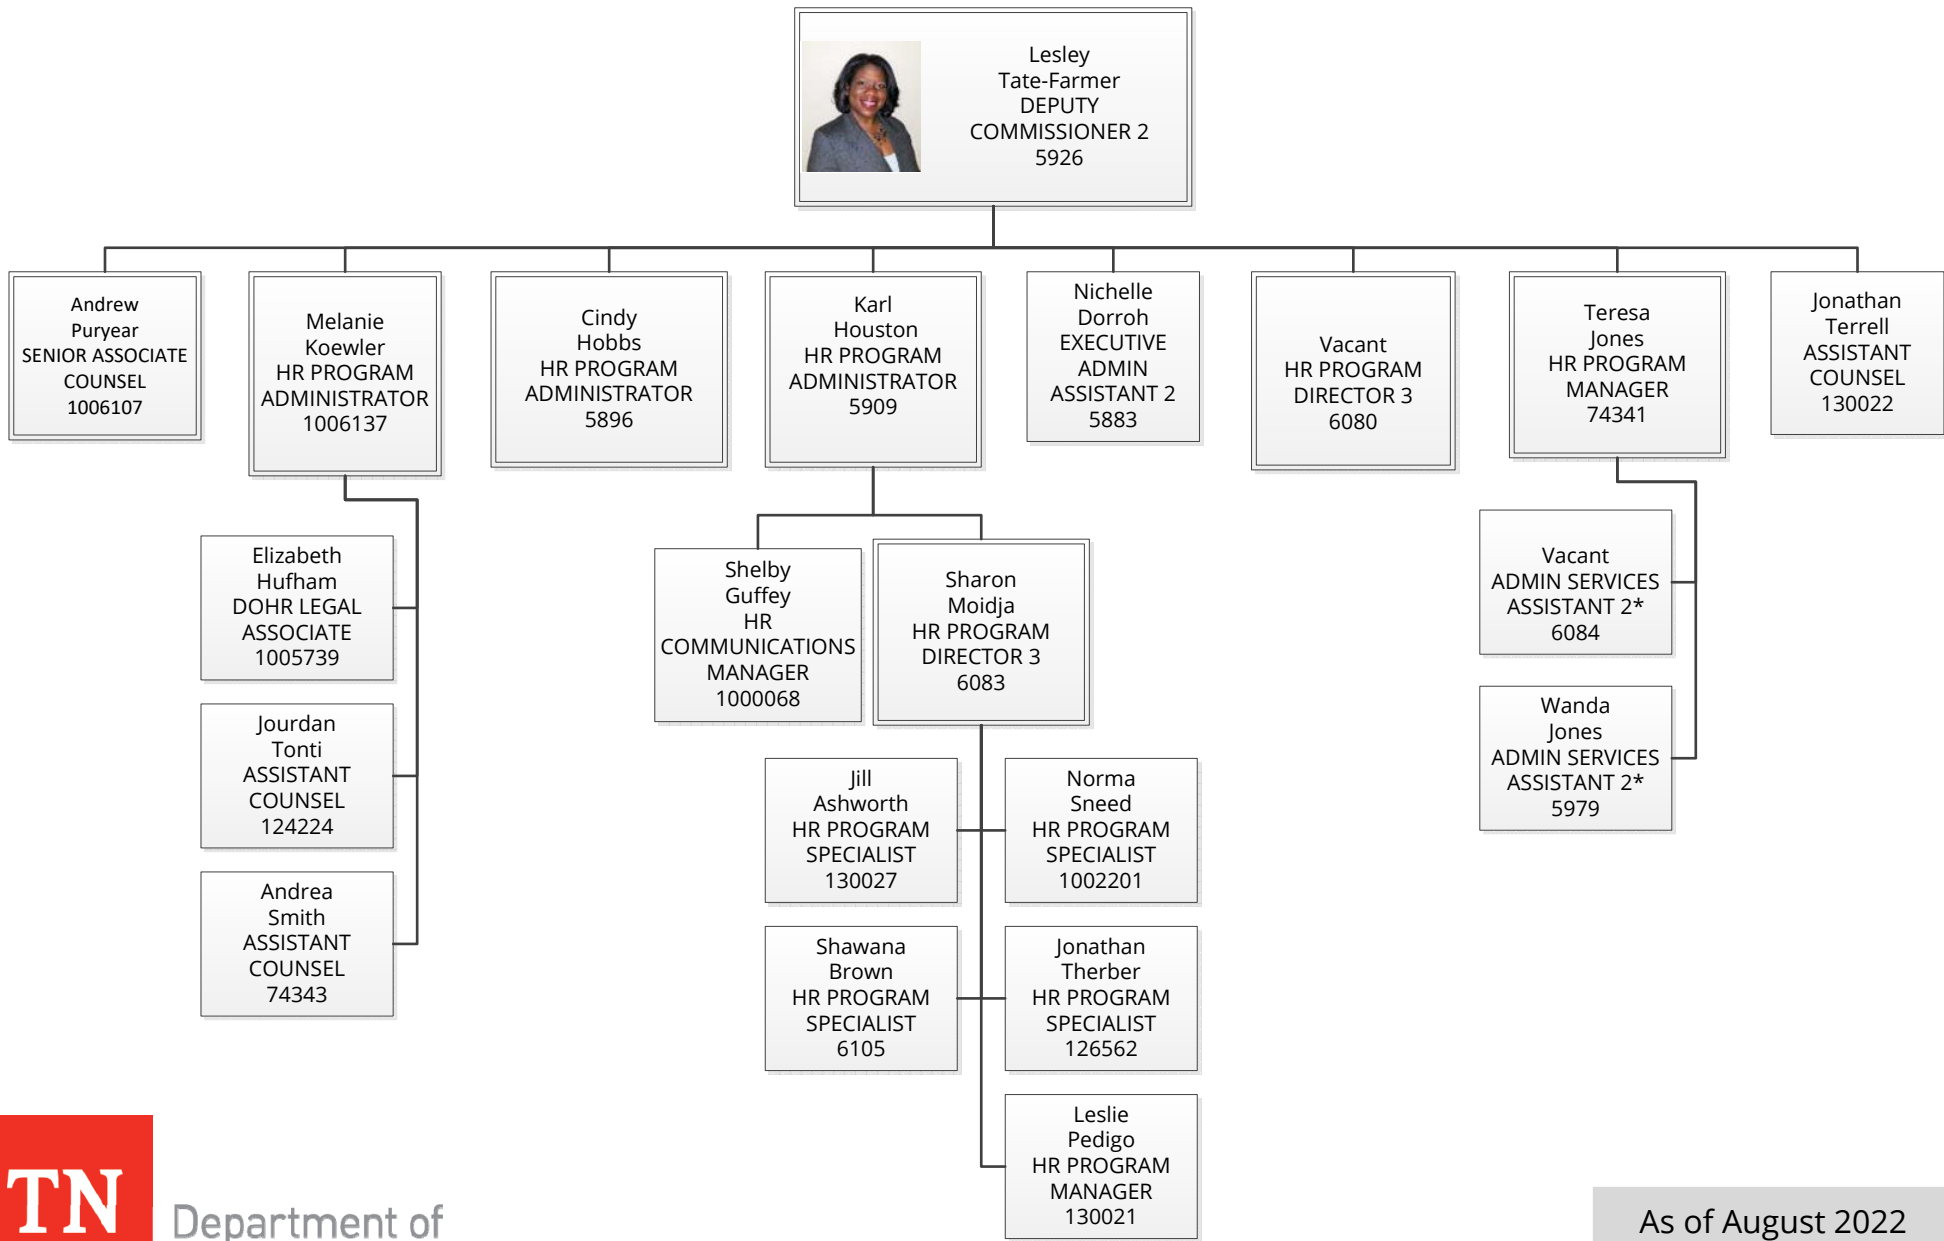 Lesley
Tate-Farmer
DEPUTY
COMMISSIONER 2
5926
Andrew
Puryear
SENIOR ASSOCIATE
COUNSEL
1006107
Melanie
Koewler
HR PROGRAM
ADMINISTRATOR
1006137
Cindy
Hobbs
HR PROGRAM
ADMINISTRATOR
5896
Karl
Houston
HR PROGRAM
ADMINISTRATOR
5909
Nichelle
Dorroh
EXECUTIVE
ADMIN
ASSISTANT 2
5883
Vacant
HR PROGRAM
DIRECTOR 3
6080
Teresa
Jones
HR PROGRAM
MANAGER
74341
Jonathan
Terrell
ASSISTANT
COUNSEL
130022
Elizabeth
Hufham
DOHR LEGAL
ASSOCIATE
1005739
Jourdan
Tonti
ASSISTANT
COUNSEL
124224
Andrea
Smith
ASSISTANT
COUNSEL
74343
Shelby
Guffey
HR
COMMUNICATIONS
MANAGER
1000068
Sharon
Moidja
HR PROGRAM
DIRECTOR 3
6083
Jill
Ashworth
HR PROGRAM
SPECIALIST
130027
Norma
Sneed
HR PROGRAM
SPECIALIST
1002201
Shawana
Brown
HR PROGRAM
SPECIALIST
6105
Jonathan
Therber
HR PROGRAM
SPECIALIST
126562
Leslie
Pedigo
HR PROGRAM
MANAGER
130021
Vacant
ADMIN SERVICES
ASSISTANT 2*
6084
Wanda
Jones
ADMIN SERVICES
ASSISTANT 2*
5979
TN
Department of
As of August 2022